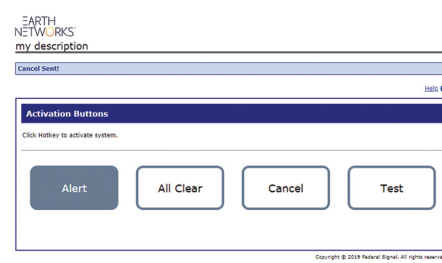 EARTH
NETWORKS
my description
Cancel Sent!
Help
Activation Buttons
Click Hotkey to activate system.
Alert
All Clear
Cancel
Test
Copyright © 2019 Federal Signal. All rights reserve